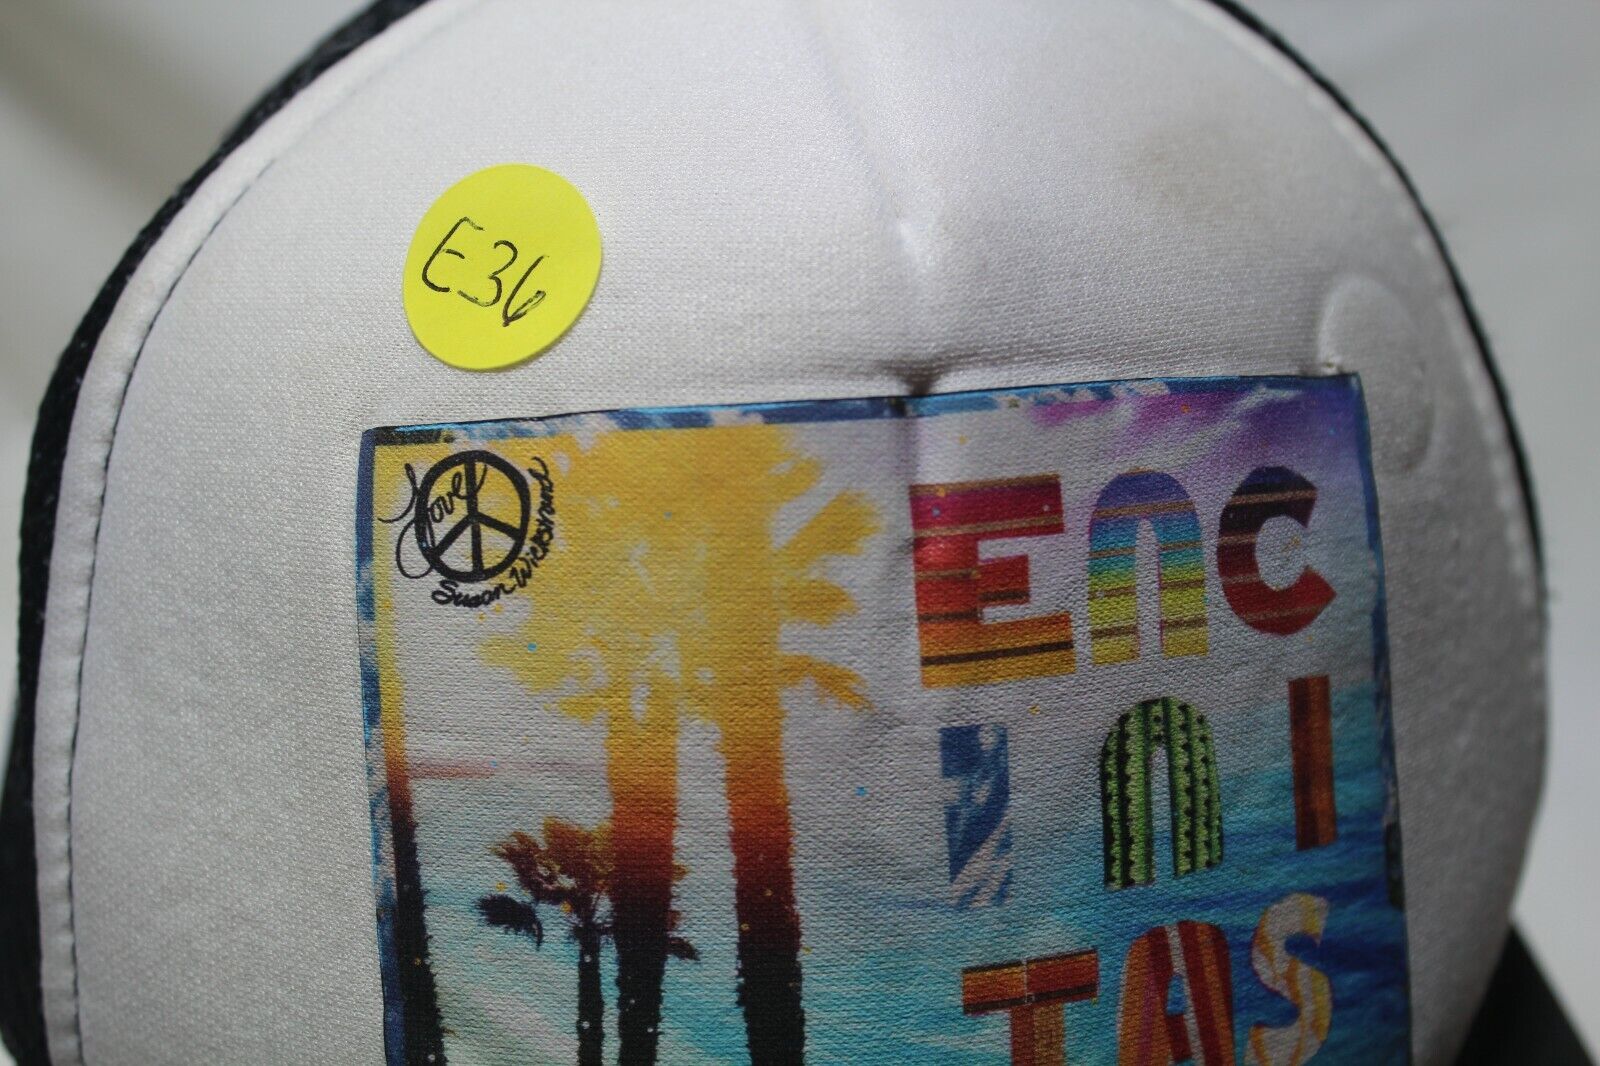 E36
Love
Susan Wickstrand
ENC
INI
TAS